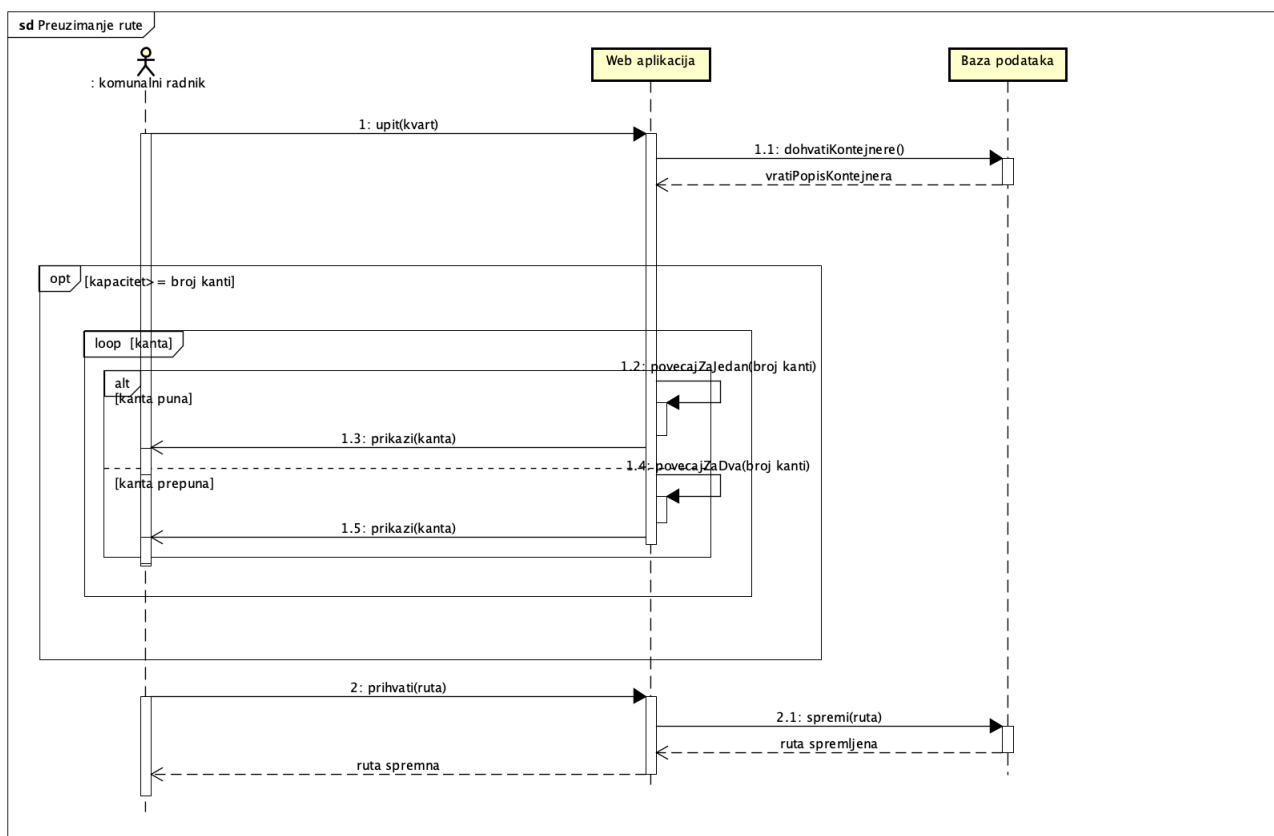 sd Preuzimanje rute
: komunalni radnik
Web aplikacija
Baza podataka
1: upit(kvart)
1.1: dohvatiKontejnere()
vratiPopisKontejnera
opt [kapacitet>= broj kanti]
loop [kanta]
1.2: povecajZaJedan(broj kanti)
alt
[kanta puna]
1.3: prikazi(kanta)
1.4: povecajZaDva(broj kanti)
[kanta prepuna]
1.5: prikazi(kanta)
2: prihvati(ruta)
2.1: spremi(ruta)
ruta spremljena
ruta spremna